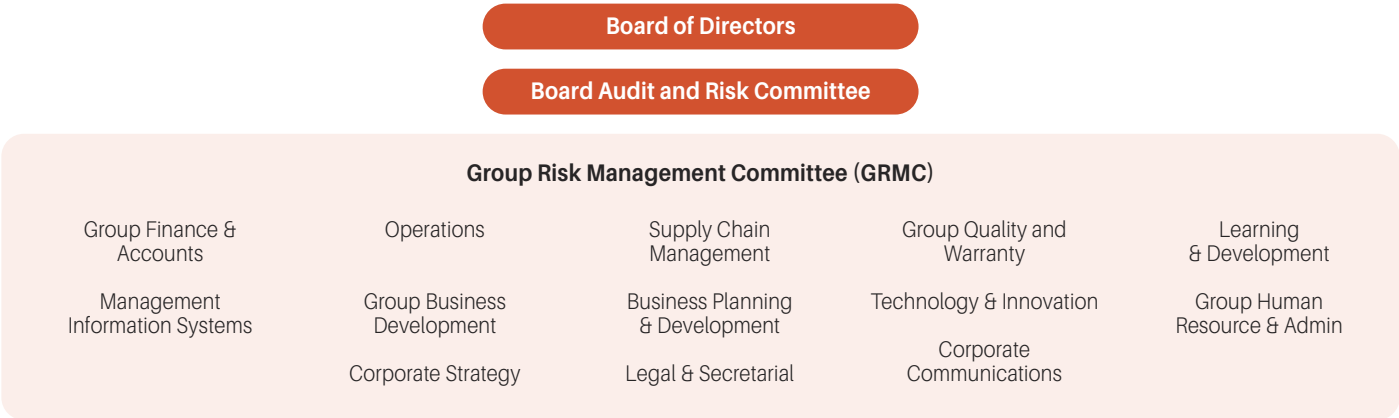 Board of Directors
Board Audit and Risk Committee
Group Risk Management Committee (GRMC)
Group Finance &
Accounts
Management
Information Systems
Operations
Group Business
Development
Corporate Strategy
Supply Chain
Management
Business Planning
& Development
Legal & Secretarial
Group Quality and
Warranty
Technology & Innovation
Corporate
Communications
Learning
& Development
Group Human
Resource & Admin